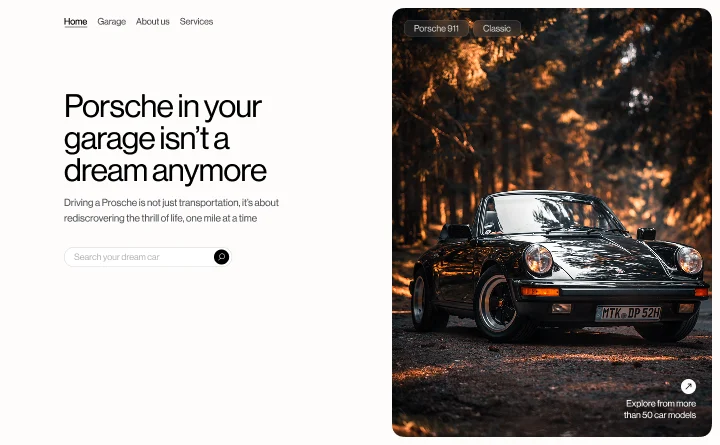 Home Garage About us Services
Porsche in your
garage isn't a
dream anymore
Driving a Prosche is not just transportation, it's about
rediscovering the thrill of life, one mile at a time
Search your dream car
Porsche 911 Classic
MTK DP 52H
Explore from more
than 50 car models